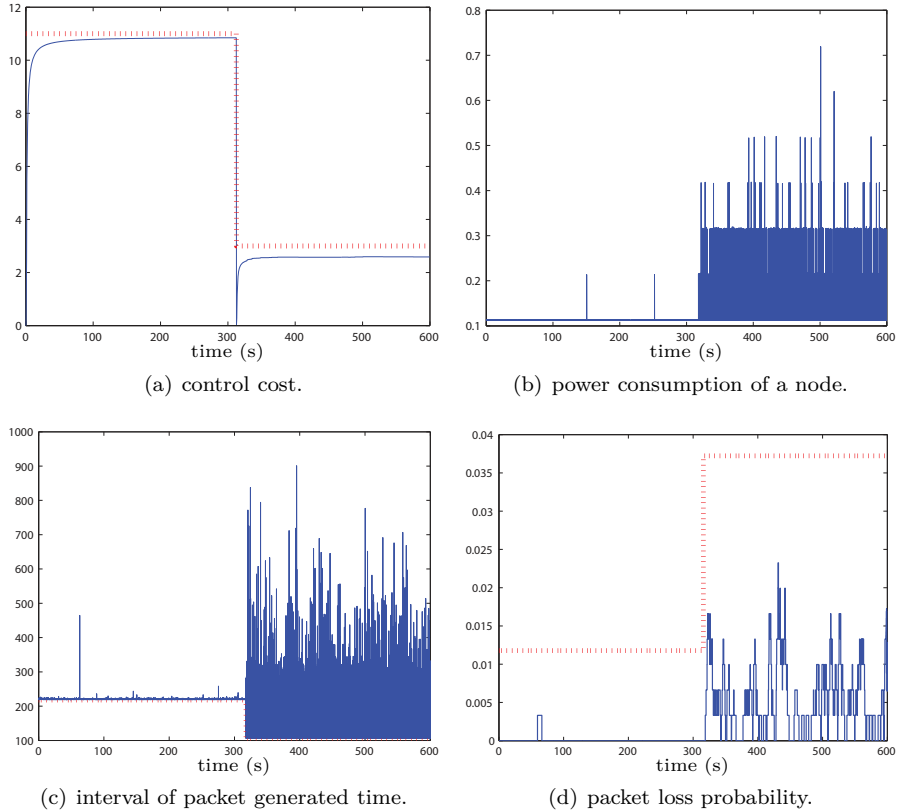 12
10
8
6
4
2
0
0 100 200 300 400 500 600
time (s)
(a) control cost.
0.8
0.7
0.6
0.5
0.4
0.3
0.2
0.1
0 100 200 300 400 500 600
time (s)
(b) power consumption of a node.
1000
900
800
700
600
500
400
300
200
100
0 100 200 300 400 500 600
time (s)
(c) interval of packet generated time.
0.04
0.035
0.03
0.025
0.02
0.015
0.01
0.005
0
0 100 200 300 400 500 600
time (s)
(d) packet loss probability.